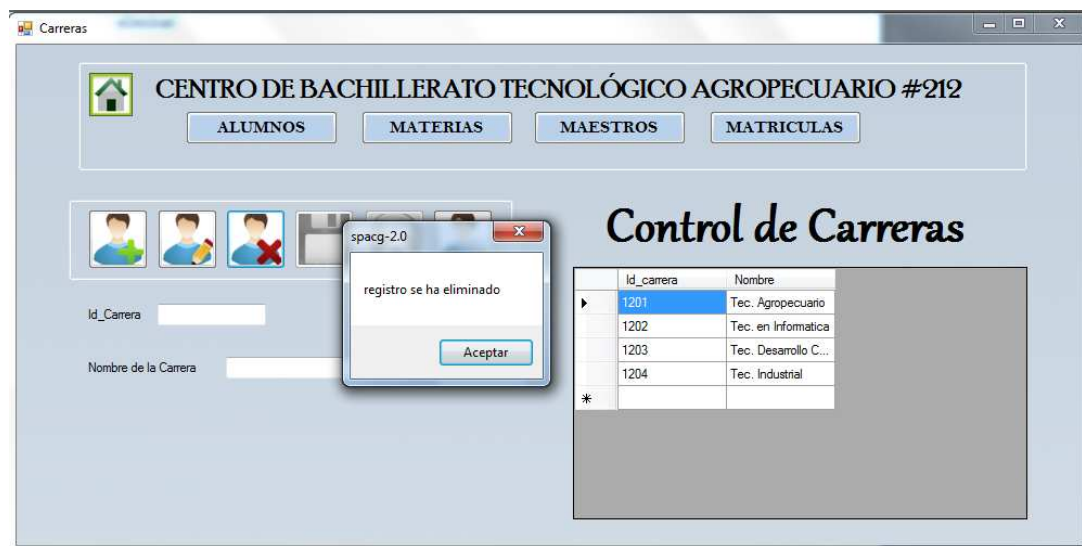 Carreras
CENTRO DE BACHILLERATO TECNOLÓGICO AGROPECUARIO #212
ALUMNOS MATERIAS MAESTROS MATRICULAS
Control de Carreras
spacg-2.0
registro se ha eliminado
Aceptar
Id_Carrera
Nombre de la Carrera
Id_carrera Nombre
1201 Tec. Agropecuario
1202 Tec. en Informatica
1203 Tec. Desarrollo C...
1204 Tec. Industrial